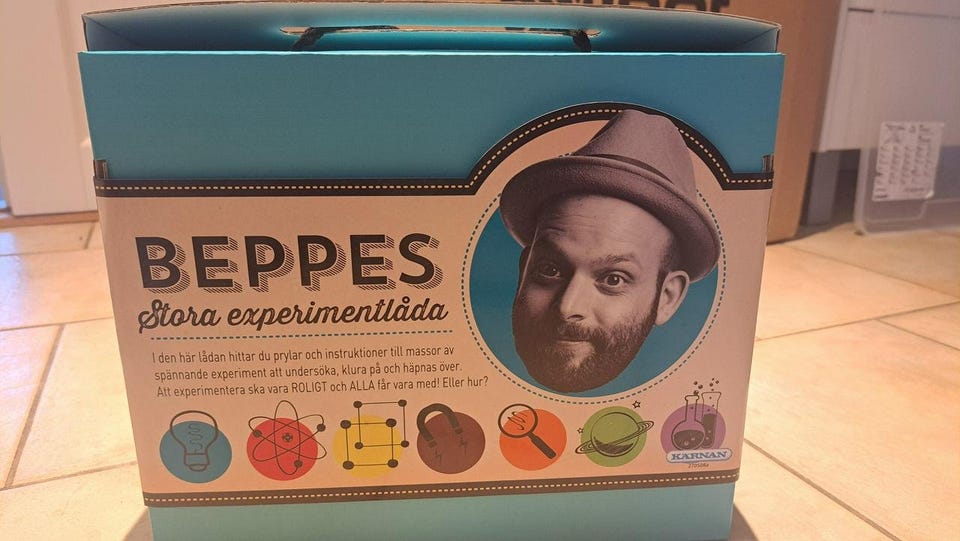 BEPPES
Stora experimentlåda
I den här lådan hittar du prylar och instruktioner till massor av
spännande experiment att undersöka, klura på och häpnas över.
Att experimentera ska vara ROLIGT och ALLA får vara med! Eller hur?
KÄRNAN